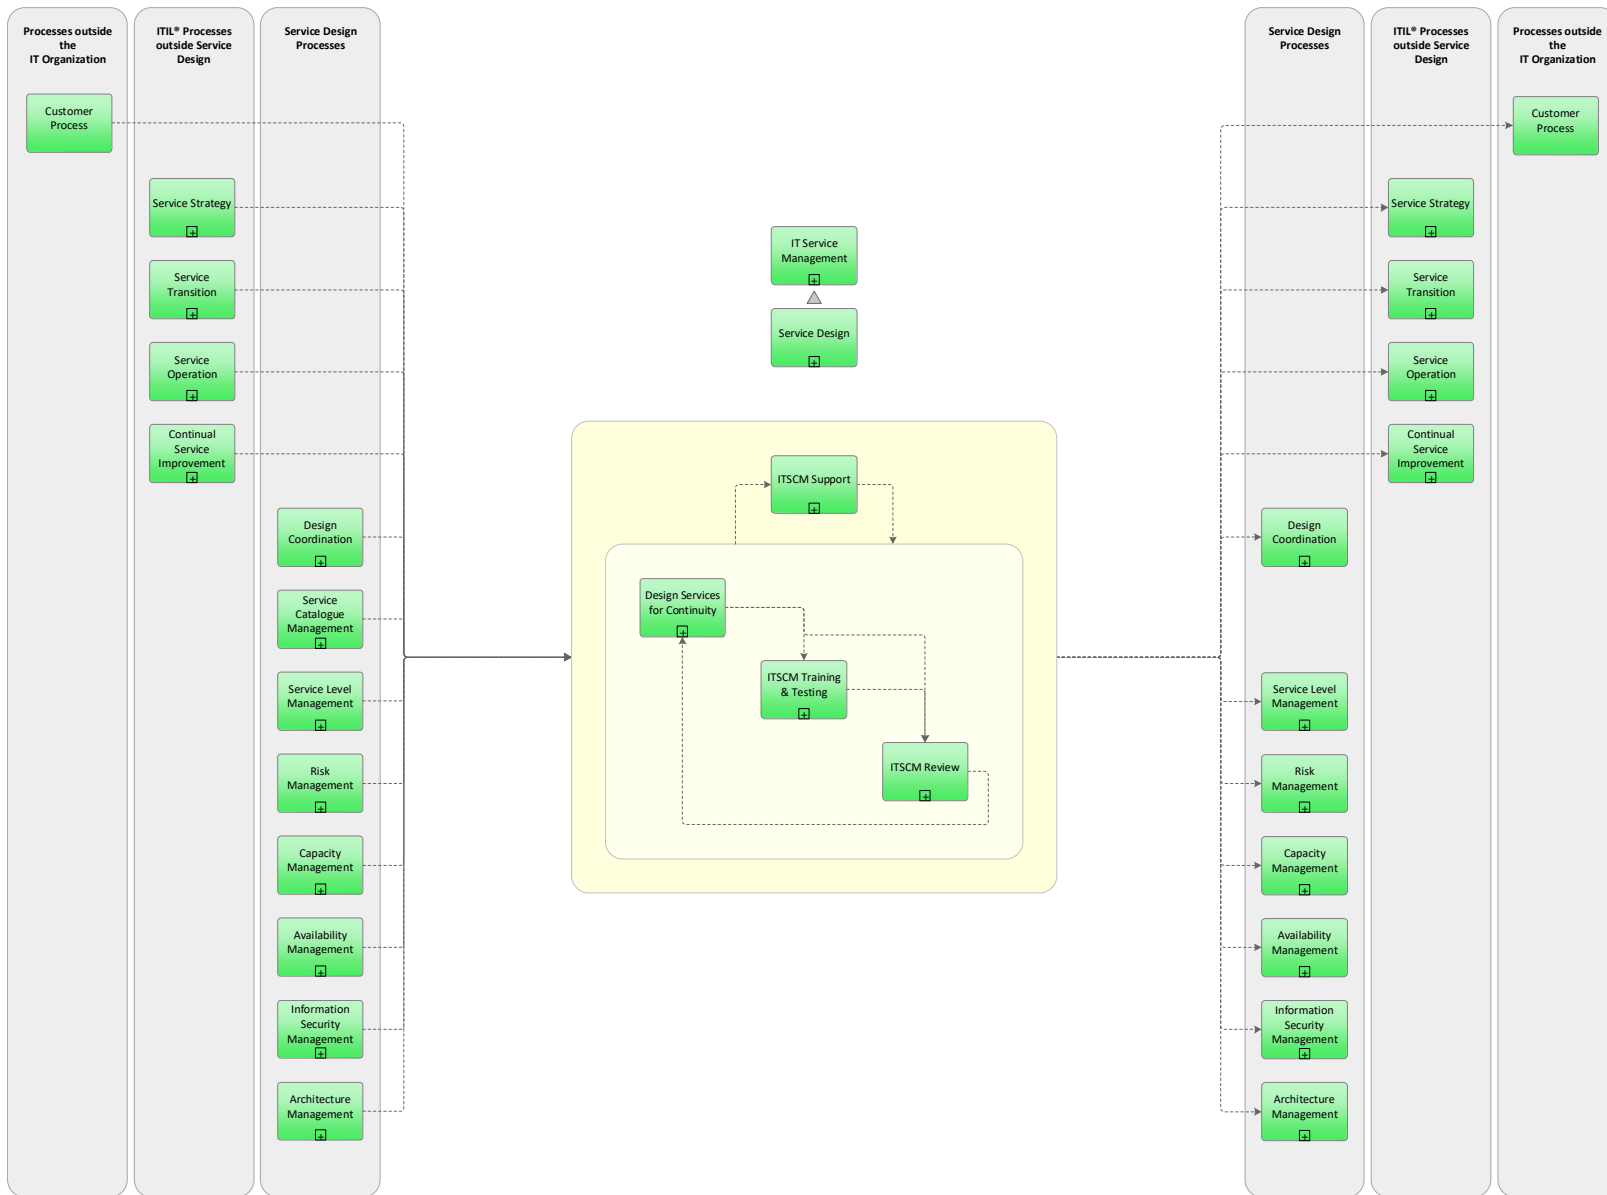 Processes outside
the
IT Organization
ITIL® Processes
outside Service
Design
Service Design
Processes
Service Design
Processes
ITIL® Processes
outside Service
Design
Processes outside
the
IT Organization
Customer
Process
Customer
Process
Service Strategy
Service Strategy
IT Service
Management
Service
Transition
Service
Transition
Service Design
Service
Operation
Service
Operation
Continual
Service
Improvement
Continual
Service
Improvement
ITSCM Support
Design
Coordination
Design
Coordination
Service
Catalogue
Management
Design Services
for Continuity
Service Level
Management
ITSCM Training
& Testing
Service Level
Management
Risk
Management
ITSCM Review
Risk
Management
Capacity
Management
Capacity
Management
Availability
Management
Availability
Management
Information
Security
Management
Information
Security
Management
Architecture
Management
Architecture
Management